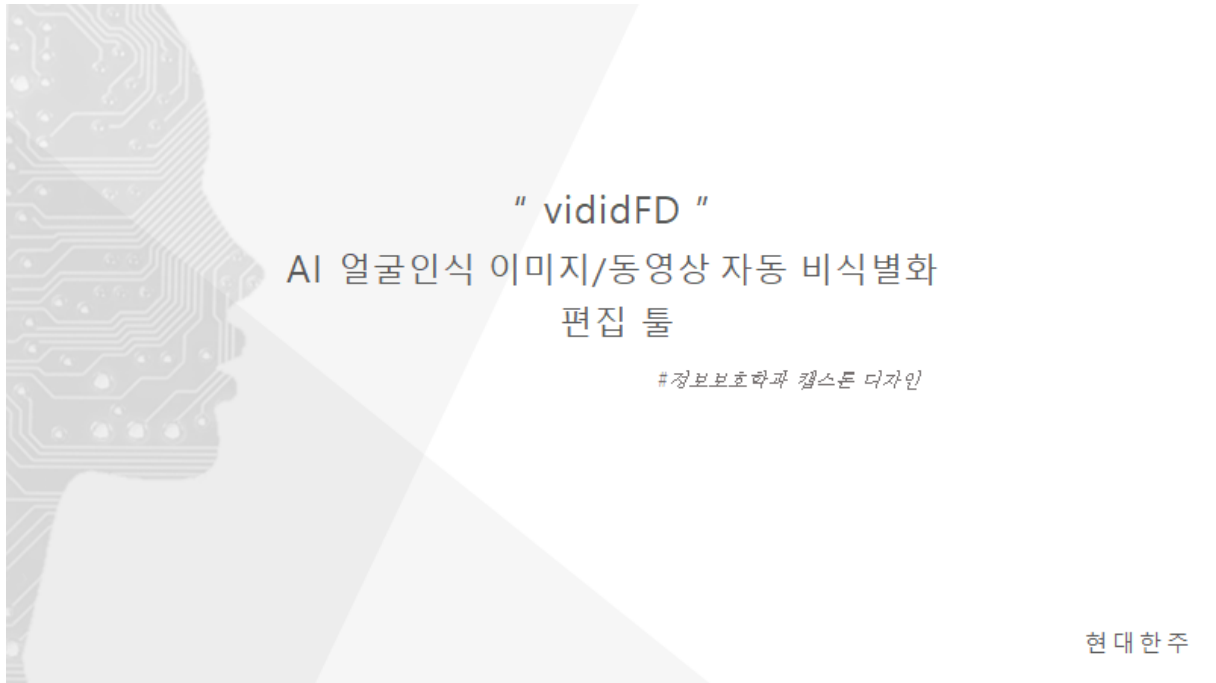 " vididFD "
AI 얼굴인식 이미지/동영상 자동 비식별화
편집 툴
#정보보호학과 캡스톤 디자인
현대한주